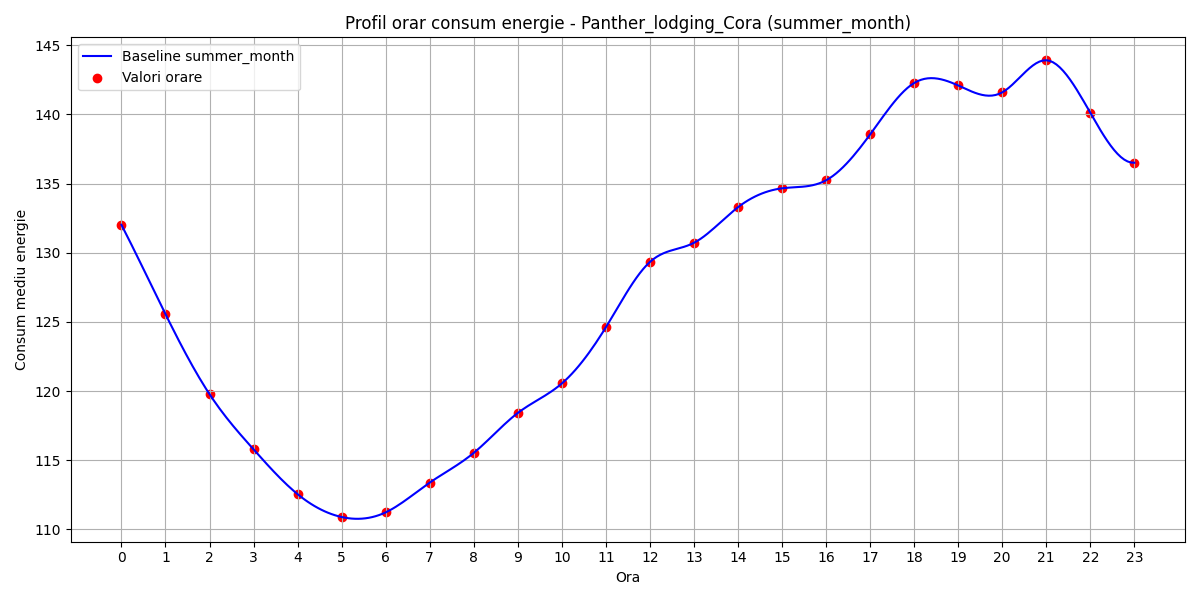 Profil orar consum energie - Panther_lodging_Cora (summer_month)
Baseline summer_month
Valori orare
Consum mediu energie
145
140
135
130
125
120
115
110
0 1 2 3 4 5 6 7 8 9 10 11 12 13 14 15 16 17 18 19 20 21 22 23
Ora